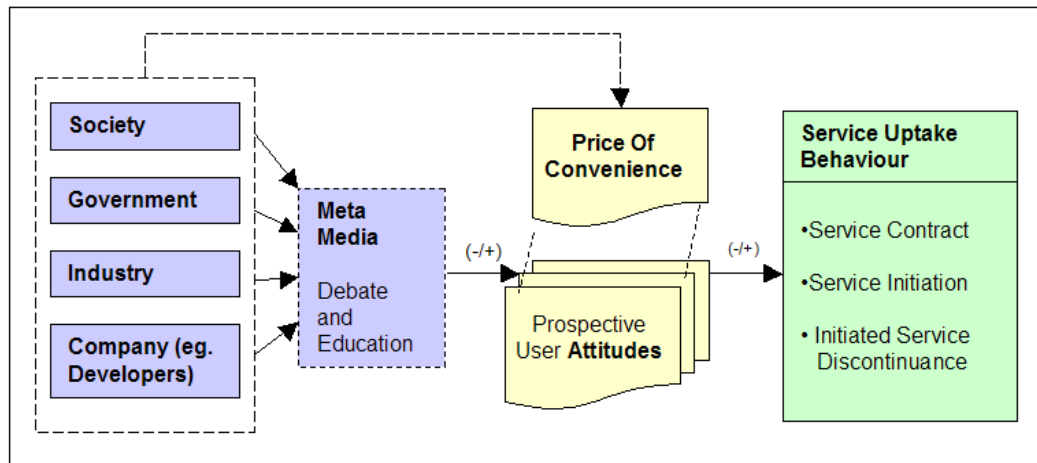 Society
Government
Industry
Company (eg.
Developers)
Meta
Media
Debate
and
Education
(-/+)
Price Of
Convenience
Prospective
User Attitudes
(-/+)
Service Uptake
Behaviour
•Service Contract
•Service Initiation
• Initiated Service
Discontinuance